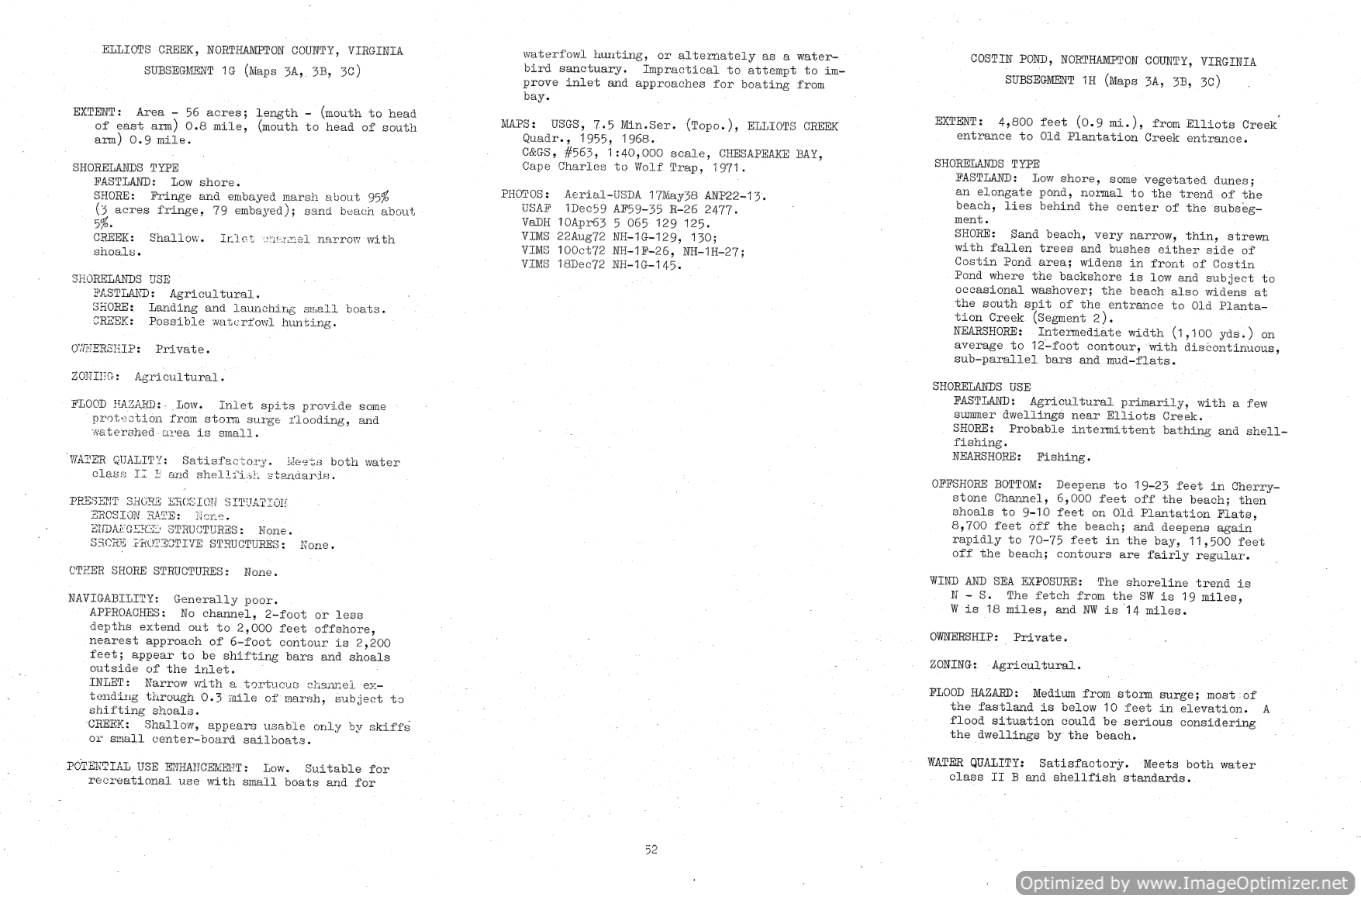 ELLIOTS CREEK, NORTHAMPTON COUNTY, VIRGINIA
SUBSEGMENT 1G (Maps 3A, 3B, 3C)
EXTENT: Area - 56 acres; length - (mouth to head
of east arm) 0.8 mile, (mouth to head of south
arm) 0.9 mile.
SHORELANDS TYPE
FASTLAND: Low shore.
SHORE: Fringe and embayed marsh about 95%
(3 acres fringe, 79 embayed); sand beach about
5%.
CREEK: Shallow. Inlet channel narrow with
shoals.
SHORELANDS USE
FASTLAND: Agricultural.
SHORE: Landing and launching small boats.
CREEK: Possible waterfowl hunting.
OWNERSHIP: Private.
ZONING: Agricultural.
FLOOD HAZARD: Low. Inlet spits provide some
protection from storm surge flooding, and
watershed area is small.
WATER QUALITY: Satisfactory. Meets both water
class II B and shellfish standards.
PRESENT SHORE EROSION SITUATION
EROSION RATE: None.
ENDANGERED STRUCTURES: None.
SHORE PROTECTIVE STRUCTURES: None.
OTHER SHORE STRUCTURES: None.
NAVIGABILITY: Generally poor.
APPROACHES: No channel, 2-foot or less
depths extend out to 2,000 feet offshore,
nearest approach of 6-foot contour is 2,200
feet; appear to be shifting bars and shoals
outside of the inlet.
INLET: Narrow with a tortucus channel ex-
tending through 0.3 mile of marsh, subject to
shifting shoals.
CREEK: Shallow, appears usable only by skiffs
or small center-board sailboats.
POTENTIAL USE ENHANCEMENT: Low. Suitable for
recreational use with small boats and for
waterfowl hunting, or alternately as a water-
bird sanctuary. Impractical to attempt to im-
prove inlet and approaches for boating from
bay.
MAPS: USGS, 7.5 Min.Ser. (Topo.), ELLIOTS CREEK
Quadr., 1955, 1968.
C&GS, #563, 1:40,000 scale, CHESAPEAKE BAY,
Cape Charles to Wolf Trap, 1971.
PHOTOS: Aerial-USDA 17May38 ANP22-13.
USAF 1Dec59 AF59-35 R-26 2477.
VaDH 10Apr63 5 065 129 125.
VIMS 22Aug72 NH-1G-129, 130;
VIMS 10Oct72 NH-1F-26, NH-1H-27;
VIMS 18Dec72 NH-1G-145.
COSTIN POND, NORTHAMPTON COUNTY, VIRGINIA
SUBSEGMENT 1H (Maps 3A, 3B, 3C)
EXTENT: 4,800 feet (0.9 mi.), from Elliots Creek
entrance to Old Plantation Creek entrance.
SHORELANDS TYPE
FASTLAND: Low shore, some vegetated dunes;
an elongate pond, normal to the trend of the
beach, lies behind the center of the subseg-
ment.
SHORE: Sand beach, very narrow, thin, strewn
with fallen trees and bushes either side of
Costin Pond area; widens in front of Costin
Pond where the backshore is low and subject to
occasional washover; the beach also widens at
the south spit of the entrance to Old Planta-
tion Creek (Segment 2).
NEARSHORE: Intermediate width (1,100 yds.) on
average to 12-foot contour, with discontinuous,
sub-parallel bars and mud-flats.
SHORELANDS USE
FASTLAND: Agricultural primarily, with a few
summer dwellings near Elliots Creek.
SHORE: Probable intermittent bathing and shell-
fishing.
NEARSHORE: Fishing.
OFFSHORE BOTTOM: Deepens to 19-23 feet in Cherry-
stone Channel, 6,000 feet off the beach; then
shoals to 9-10 feet on Old Plantation Flats,
8,700 feet off the beach; and deepens again
rapidly to 70-75 feet in the bay, 11,500 feet
off the beach; contours are fairly regular.
WIND AND SEA EXPOSURE: The shoreline trend is
N - S. The fetch from the SW is 19 miles,
W is 18 miles, and NW is 14 miles.
OWNERSHIP: Private.
ZONING: Agricultural.
FLOOD HAZARD: Medium from storm surge; most of
the fastland is below 10 feet in elevation. A
flood situation could be serious considering
the dwellings by the beach.
WATER QUALITY: Satisfactory. Meets both water
class II B and shellfish standards.
52
Optimized by www.ImageOptimizer.net